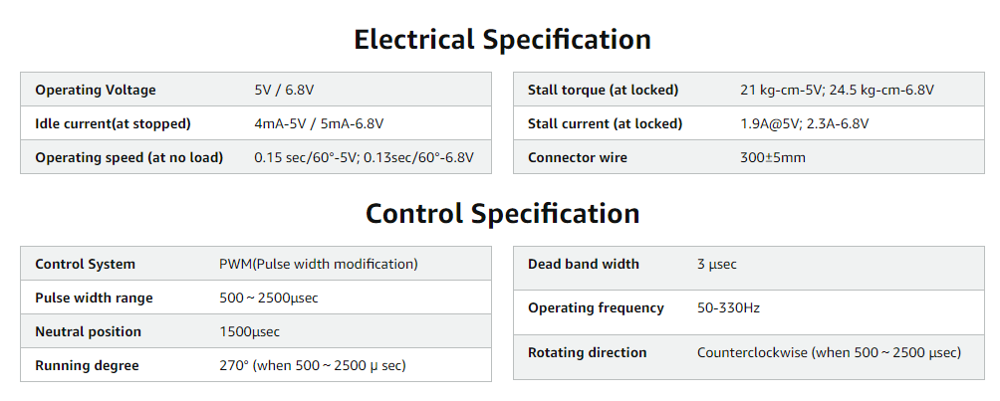 Electrical Specification
Operating Voltage 5V / 6.8V
Idle current(at stopped) 4mA-5V / 5mA-6.8V
Operating speed (at no load) 0.15 sec/60°-5V; 0.13sec/60°-6.8V
Stall torque (at locked) 21 kg-cm-5V; 24.5 kg-cm-6.8V
Stall current (at locked) 1.9A@5V; 2.3A-6.8V
Connector wire 300±5mm
Control Specification
Control System PWM(Pulse width modification)
Pulse width range 500～2500μsec
Neutral position 1500μsec
Running degree 270° (when 500～2500 μ sec)
Dead band width 3 μsec
Operating frequency 50-330Hz
Rotating direction Counterclockwise (when 500～2500 μsec)